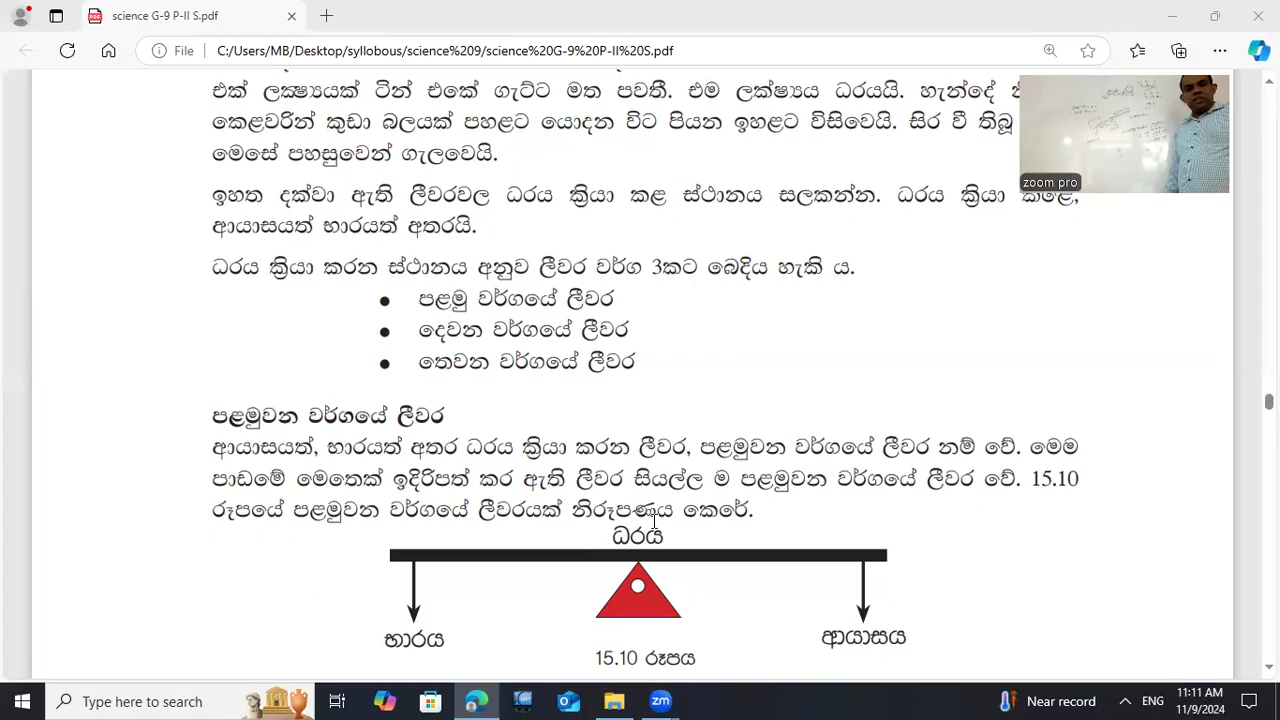 science G-9 P-II S.pdf
File C:/Users/MB/Desktop/syllobous/science%209/science%20G-9%20P-II%20S.pdf
එක් ලක්ෂ්‍යයක් ටින් එකේ ගැට්ට මත පවතී. එම ලක්ෂ්‍යය ධරයයි. හැන්දේ
කෙළවරින් කුඩා බලයක් පහළට යොදන විට පියන ඉහළට විසිවෙයි. සිර වී තිබූ
මෙසේ පහසුවෙන් ගැලවෙයි.
zoom pro
ඉහත දක්වා ඇති ලීවරවල ධරය ක්‍රියා කළ ස්ථානය සලකන්න. ධරය ක්‍රියා කළේ,
ආයාසයත් භාරයත් අතරයි.
ධරය ක්‍රියා කරන ස්ථානය අනුව ලීවර වර්ග 3කට බෙදිය හැකි ය.
● පළමු වර්ගයේ ලීවර
● දෙවන වර්ගයේ ලීවර
● තෙවන වර්ගයේ ලීවර
පළමුවන වර්ගයේ ලීවර
ආයාසයත්, භාරයත් අතර ධරය ක්‍රියා කරන ලීවර, පළමුවන වර්ගයේ ලීවර නම් වේ. මෙම
පාඩමේ මෙතෙක් ඉදිරිපත් කර ඇති ලීවර සියල්ල ම පළමුවන වර්ගයේ ලීවර වේ. 15.10
රූපයේ පළමුවන වර්ගයේ ලීවරයක් නිරූපණය කෙරේ.
ධරය
භාරය
ආයාසය
15.10 රූපය
Type here to search
Near record
ENG
11:11 AM
11/9/2024